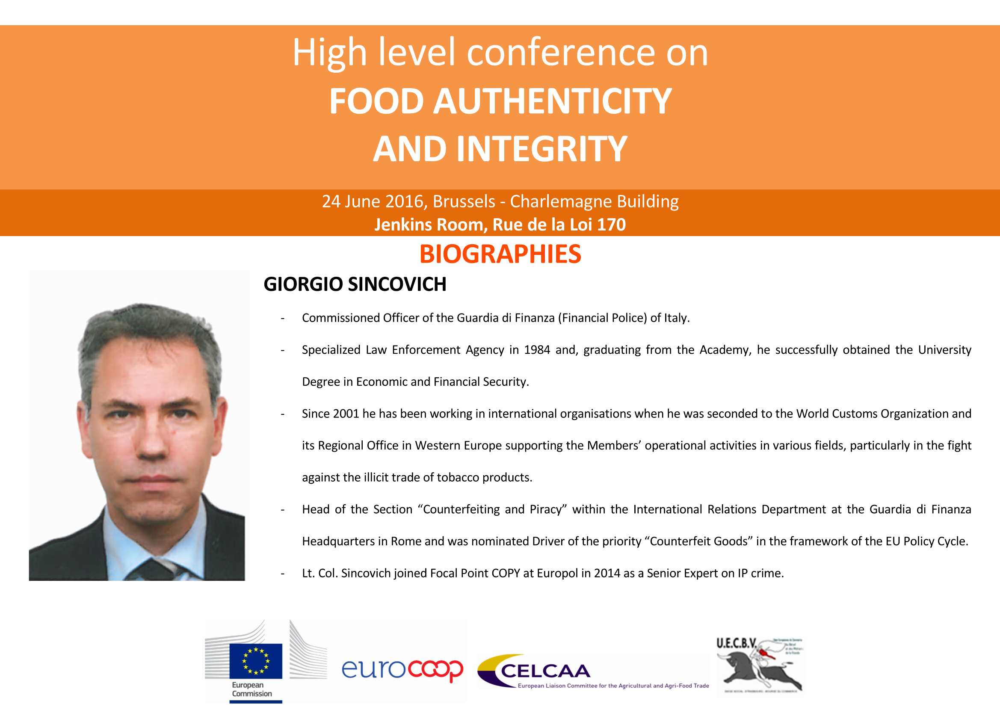 High level conference on
FOOD AUTHENTICITY
AND INTEGRITY
24 June 2016, Brussels - Charlemagne Building
Jenkins Room, Rue de la Loi 170
BIOGRAPHIES
GIORGIO SINCOVICH
- Commissioned Officer of the Guardia di Finanza (Financial Police) of Italy.
- Specialized Law Enforcement Agency in 1984 and, graduating from the Academy, he successfully obtained the University
Degree in Economic and Financial Security.
- Since 2001 he has been working in international organisations when he was seconded to the World Customs Organization and
its Regional Office in Western Europe supporting the Members’ operational activities in various fields, particularly in the fight
against the illicit trade of tobacco products.
- Head of the Section “Counterfeiting and Piracy” within the International Relations Department at the Guardia di Finanza
Headquarters in Rome and was nominated Driver of the priority “Counterfeit Goods” in the framework of the EU Policy Cycle.
- Lt. Col. Sincovich joined Focal Point COPY at Europol in 2014 as a Senior Expert on IP crime.
European
Commission
eurocoop
CELCAA
European Liaison Committee for the Agricultural and Agri-Food Trade
U.E.C.B.V.